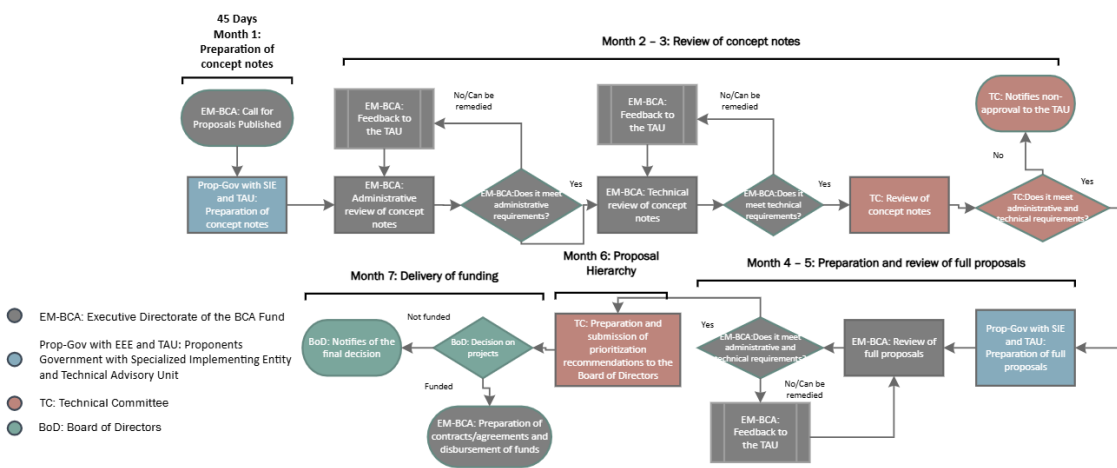 45 Days
Month 1:
Preparation of
concept notes
Month 2 – 3: Review of concept notes
EM-BCA: Call for
Proposals Published
Prop-Gov with SIE
and TAU:
Preparation of
concept notes
EM-BCA:
Feedback to
the TAU
No/Can be
remedied
EM-BCA:
Administrative
review of concept
notes
EM-BCA:Does it meet
administrative
requirements?
Yes
EM-BCA:
Feedback to
the TAU
No/Can be
remedied
EM-BCA: Technical
review of concept
notes
EM-BCA:Does it
meet technical
requirements?
Yes
TC: Review of
concept notes
TC: Notifies non-
approval to the TAU
No
TC:Does it meet
administrative and
technical requirements?
Yes
Month 7: Delivery of funding
Month 6: Proposal
Hierarchy
Month 4 – 5: Preparation and review of full proposals
Prop-Gov with SIE
and TAU:
Preparation of full
proposals
EM-BCA: Review of
full proposals
Yes
EM-BCA:Does it meet
administrative and
technical requirements?
No/Can be
remedied
EM-BCA:
Feedback to
the TAU
TC: Preparation and
submission of
prioritization
recommendations to the
Board of Directors
BoD: Decision on
projects
Not funded
BoD: Notifies of the
final decision
Funded
EM-BCA: Preparation of
contracts/agreements and
disbursement of funds
EM-BCA: Executive Directorate of the BCA Fund
Prop-Gov with EEE and TAU: Proponents
Government with Specialized Implementing Entity
and Technical Advisory Unit
TC: Technical Committee
BoD: Board of Directors